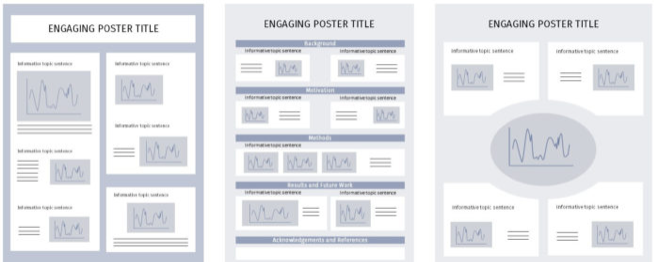 ENGAGING POSTER TITLE
Informative topic sentence
Informative topic sentence
Informative topic sentence
Informative topic sentence
Informative topic sentence
Informative topic sentence
ENGAGING POSTER TITLE
Background
Informative topic sentence
Informative topic sentence
Motivation
Informative topic sentence
Informative topic sentence
Methods
Results and Future Work
Informative topic sentence
Informative topic sentence
Acknowledgements and References
ENGAGING POSTER TITLE
Informative topic sentence
Informative topic sentence
Informative topic sentence
Informative topic sentence